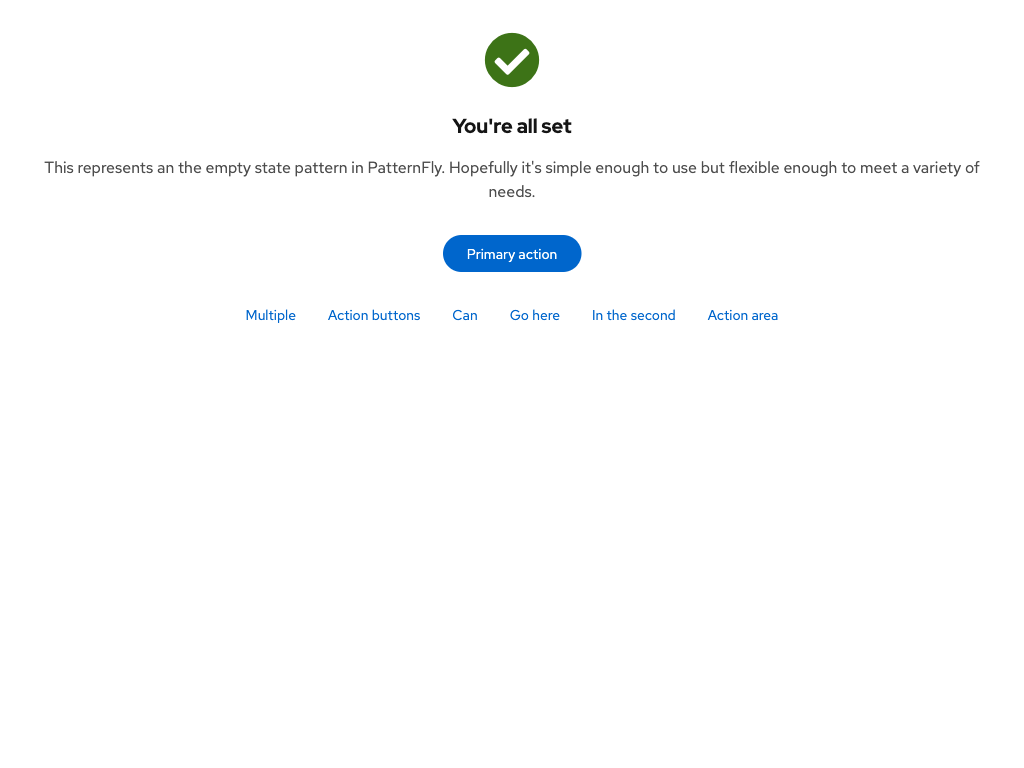 You're all set
This represents an the empty state pattern in PatternFly. Hopefully it's simple enough to use but flexible enough to meet a variety of
needs.
Primary action
Multiple Action buttons Can Go here In the second Action area